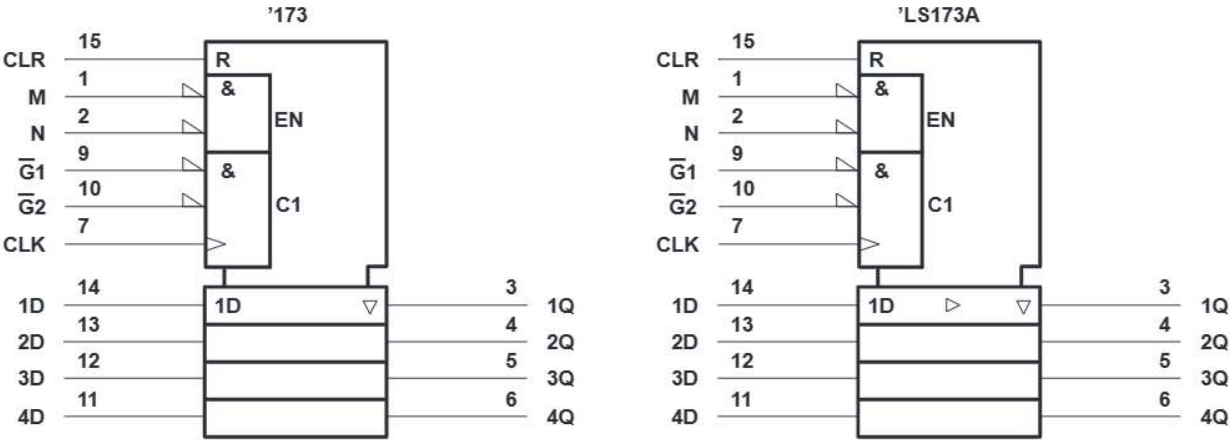 ’173
CLR 15 R
M 1 &
N 2 EN
G̅1 9 &
G̅2 10 C1
CLK 7
1D 14 1D 3 1Q
2D 13 4 2Q
3D 12 5 3Q
4D 11 6 4Q
’LS173A
CLR 15 R
M 1 &
N 2 EN
G̅1 9 &
G̅2 10 C1
CLK 7
1D 14 1D 3 1Q
2D 13 4 2Q
3D 12 5 3Q
4D 11 6 4Q